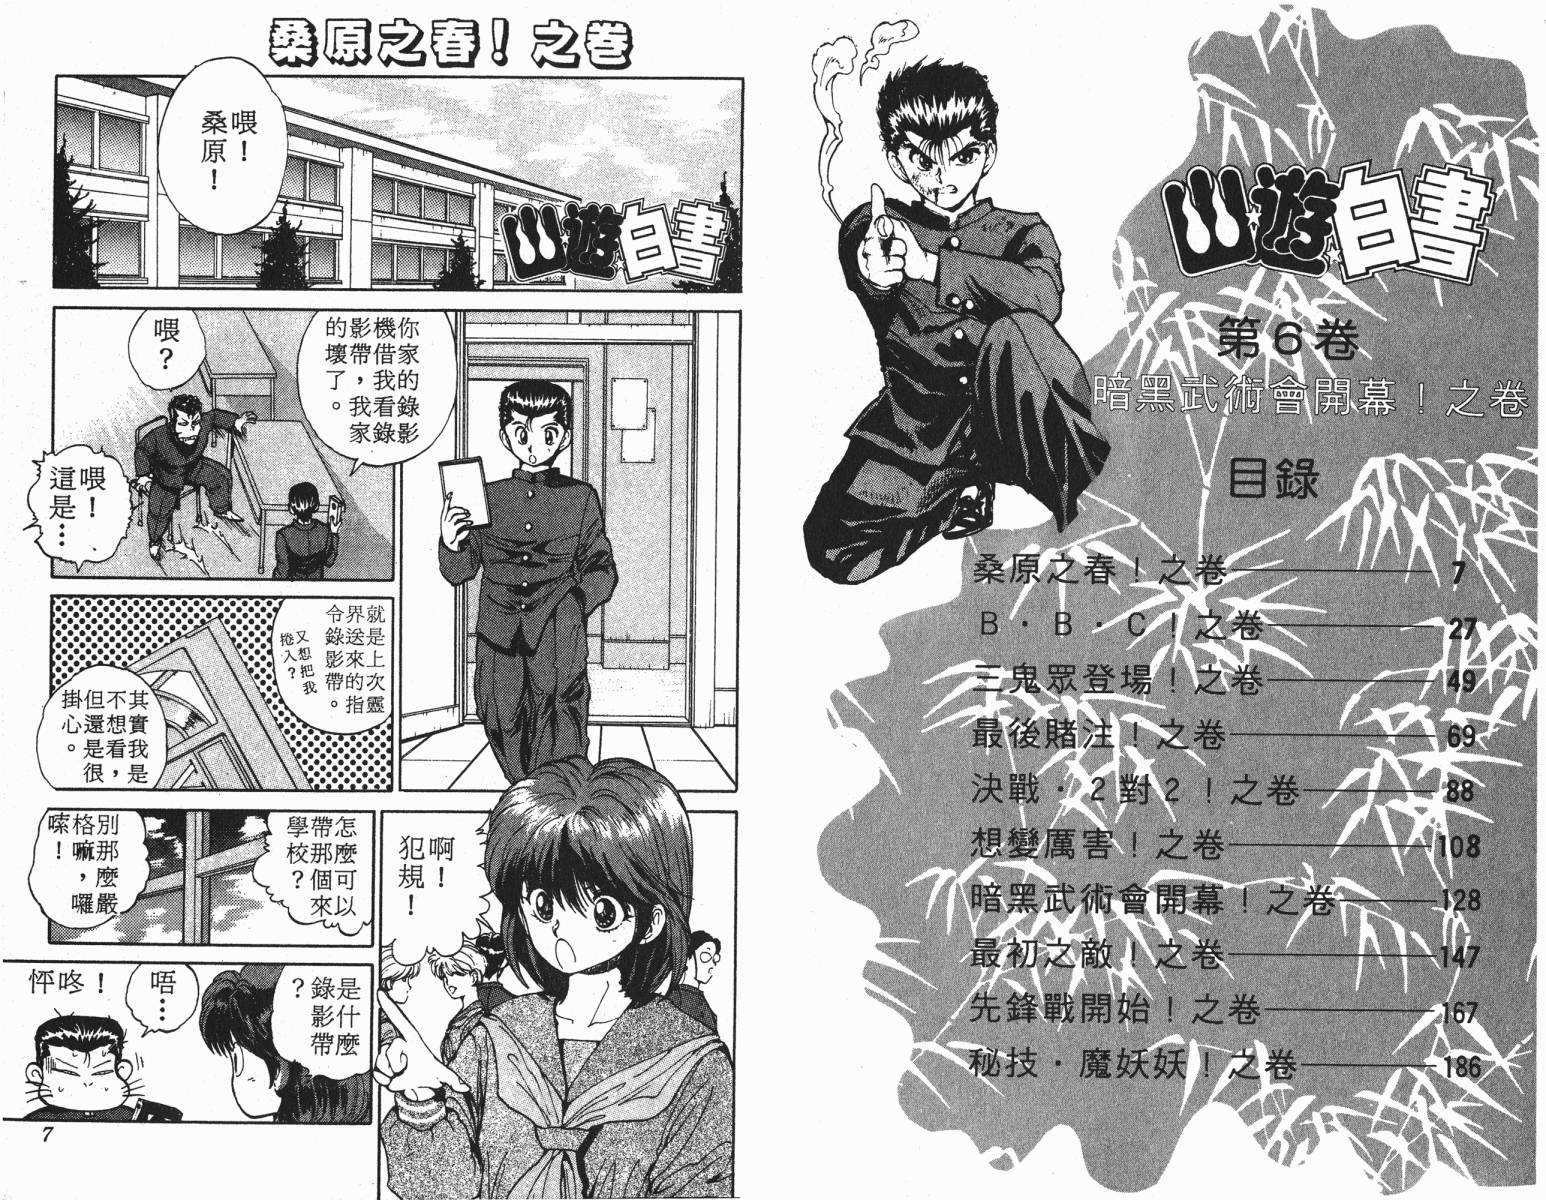 幽遊白書
第6卷
暗黑武術會開幕！之卷
目錄
桑原之春！之卷 7
B・B・C！之卷 27
三鬼眾登場！之卷 49
最後賭注！之卷 69
決戰・2對2！之卷 88
想變厲害！之卷 108
暗黑武術會開幕！之卷 128
最初之敵！之卷 147
先鋒戰開始！之卷 167
秘技・魔妖妖！之卷 186
桑原之春！之卷
喂！
桑原！
幽遊白書
你家的錄影
機借我看錄
影帶，我家
的壞了。
喂？
喂！
這是…
就是上次靈
界送來的指
令錄影帶。
又想把我
捲入？
其實我是
不想看，
但還是很
掛心。
怎麼可以
帶那個來
學校？
別那麼嚴
格嘛，囉
嗦！
啊！
犯規！
是什麼
錄影帶
？
唔…
怦咚！
7